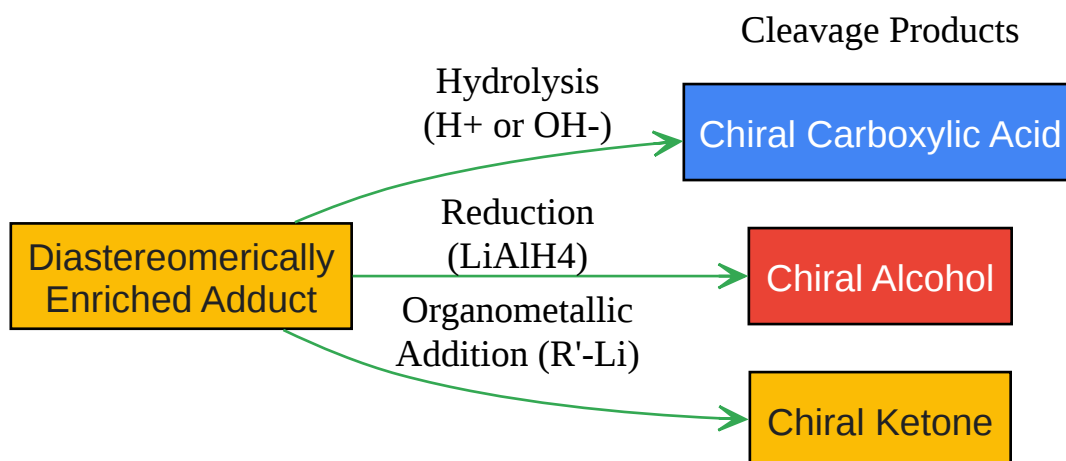 Cleavage Products
Hydrolysis
(H+ or OH-)
Chiral Carboxylic Acid
Diastereomerically
Enriched Adduct
Reduction
(LiAlH4)
Chiral Alcohol
Organometallic
Addition (R'-Li)
Chiral Ketone